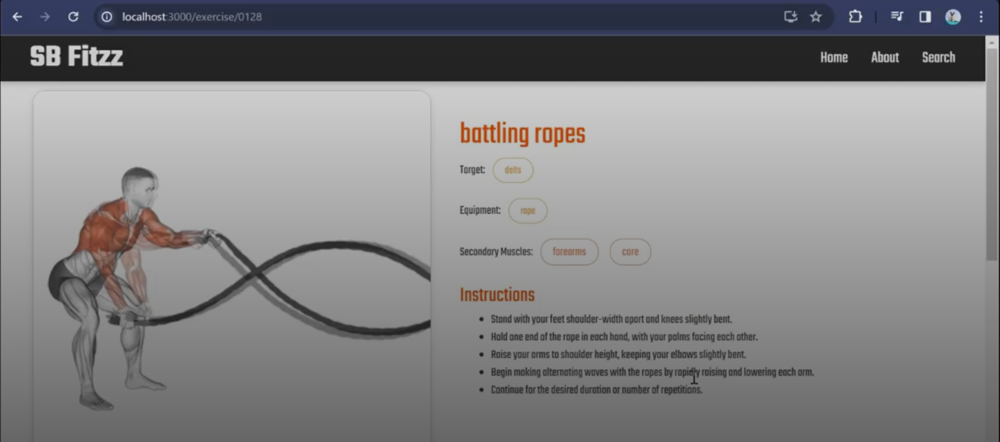 localhost:3000/exercise/0128
SB Fitzz
Home About Search
battling ropes
Target: delts
Equipment: rope
Secondary Muscles: forearms core
Instructions
• Stand with your feet shoulder-width apart and knees slightly bent.
• Hold one end of the rope in each hand, with your palms facing each other.
• Raise your arms to shoulder height, keeping your elbows slightly bent.
• Begin making alternating waves with the ropes by rapidly raising and lowering each arm.
• Continue for the desired duration or number of repetitions.